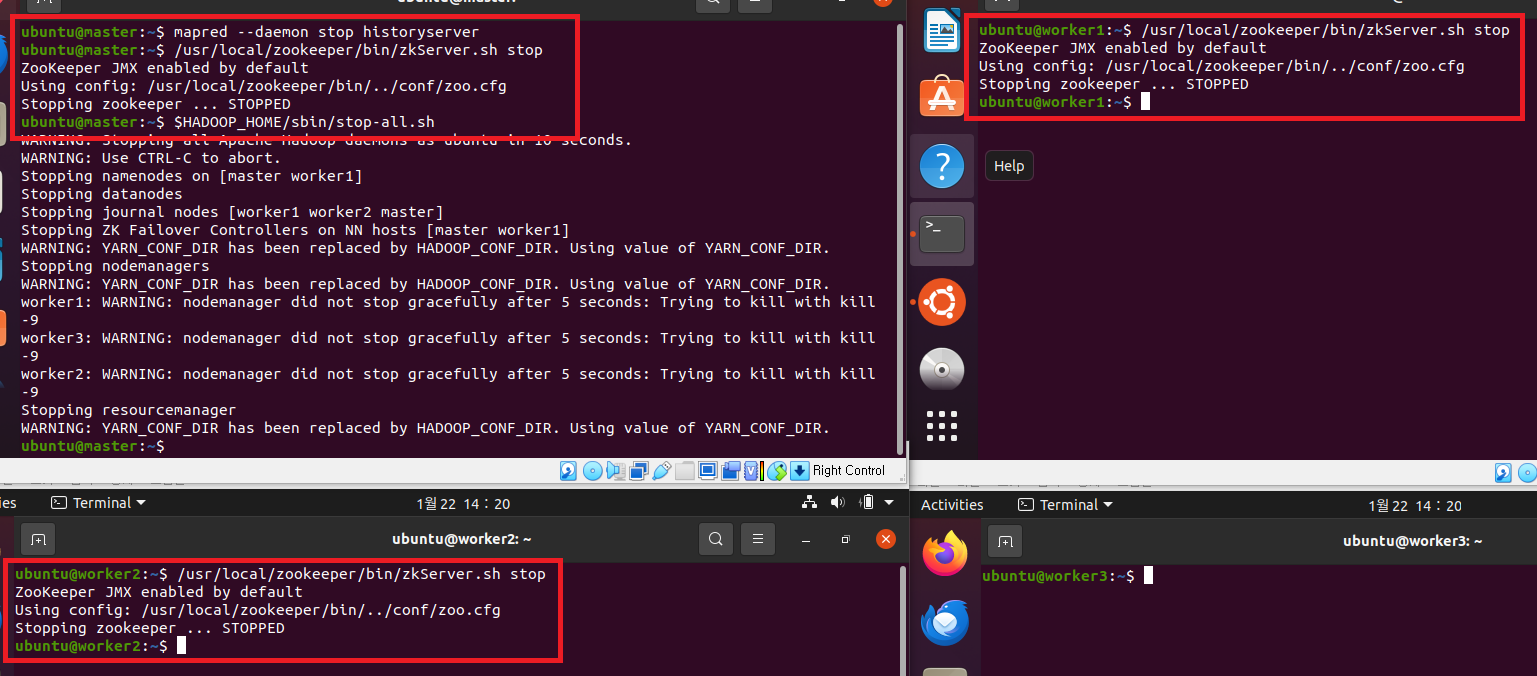 ubuntu@master:~$ mapred --daemon stop historyserver
ubuntu@master:~$ /usr/local/zookeeper/bin/zkServer.sh stop
ZooKeeper JMX enabled by default
Using config: /usr/local/zookeeper/bin/../conf/zoo.cfg
Stopping zookeeper ... STOPPED
ubuntu@master:~$ $HADOOP_HOME/sbin/stop-all.sh
WARNING: Stopping all Apache Hadoop daemons as ubuntu in 10 seconds.
WARNING: Use CTRL-C to abort.
Stopping namenodes on [master worker1]
Stopping datanodes
Stopping journal nodes [worker1 worker2 master]
Stopping ZK Failover Controllers on NN hosts [master worker1]
WARNING: YARN_CONF_DIR has been replaced by HADOOP_CONF_DIR. Using value of YARN_CONF_DIR.
Stopping nodemanagers
WARNING: YARN_CONF_DIR has been replaced by HADOOP_CONF_DIR. Using value of YARN_CONF_DIR.
worker1: WARNING: nodemanager did not stop gracefully after 5 seconds: Trying to kill with kill
-9
worker3: WARNING: nodemanager did not stop gracefully after 5 seconds: Trying to kill with kill
-9
worker2: WARNING: nodemanager did not stop gracefully after 5 seconds: Trying to kill with kill
-9
Stopping resourcemanager
WARNING: YARN_CONF_DIR has been replaced by HADOOP_CONF_DIR. Using value of YARN_CONF_DIR.
ubuntu@master:~$
Right Control
ubuntu@worker1:~$ /usr/local/zookeeper/bin/zkServer.sh stop
ZooKeeper JMX enabled by default
Using config: /usr/local/zookeeper/bin/../conf/zoo.cfg
Stopping zookeeper ... STOPPED
ubuntu@worker1:~$
Help
Terminal
1월 22 14：20
ubuntu@worker2: ~
ubuntu@worker2:~$ /usr/local/zookeeper/bin/zkServer.sh stop
ZooKeeper JMX enabled by default
Using config: /usr/local/zookeeper/bin/../conf/zoo.cfg
Stopping zookeeper ... STOPPED
ubuntu@worker2:~$
Activities
Terminal
1월 22 14：20
ubuntu@worker3: ~
ubuntu@worker3:~$